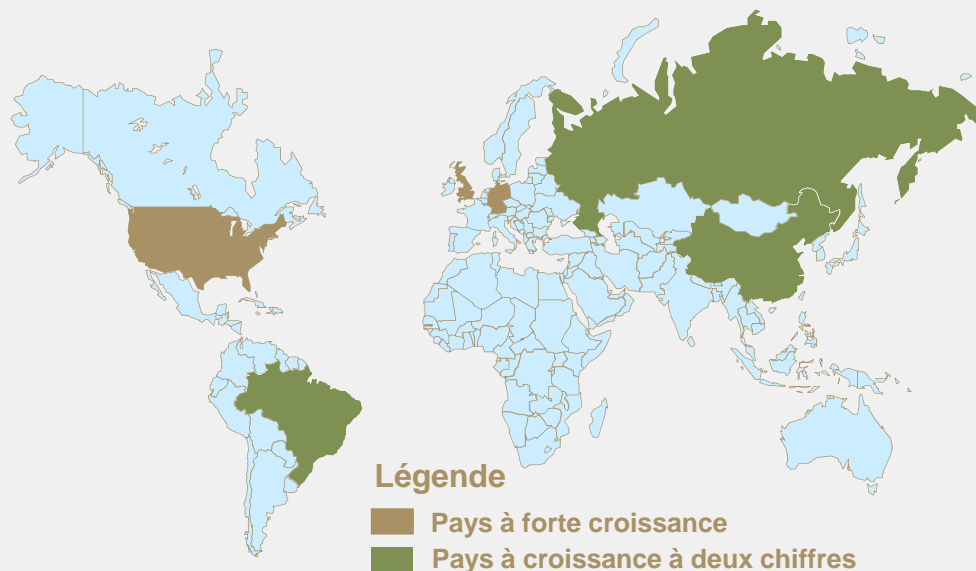 Légende
Pays à forte croissance
Pays à croissance à deux chiffres